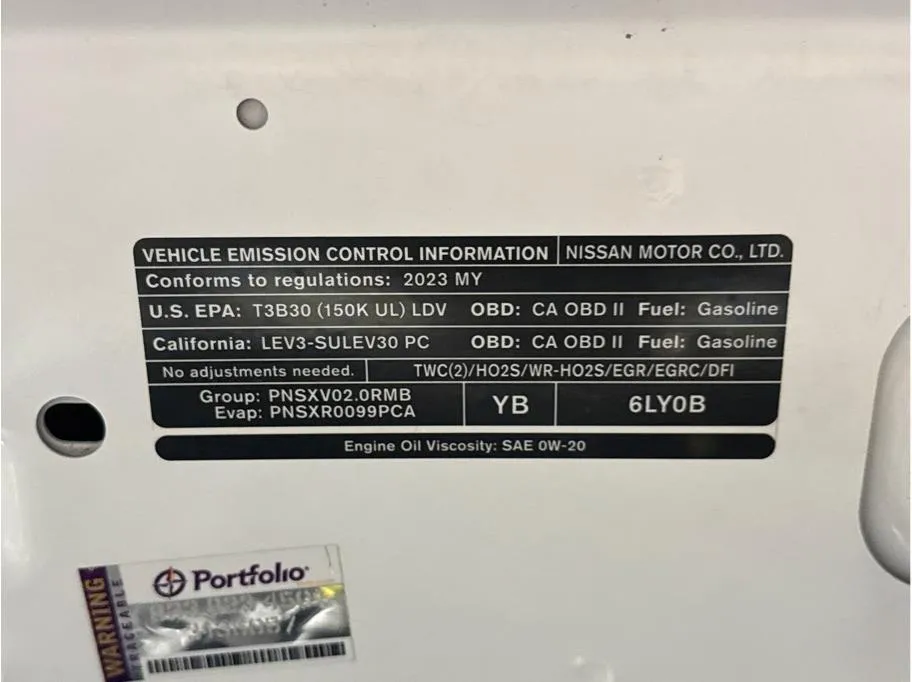 VEHICLE EMISSION CONTROL INFORMATION NISSAN MOTOR CO., LTD.
Conforms to regulations: 2023 MY
U.S. EPA: T3B30 (150K UL) LDV OBD: CA OBD II Fuel: Gasoline
California: LEV3-SULEV30 PC OBD: CA OBD II Fuel: Gasoline
No adjustments needed. TWC(2)/HO2S/WR-HO2S/EGR/EGRC/DFI
Group: PNSXV02.0RMB
Evap: PNSXR0099PCA
YB
6LY0B
Engine Oil Viscosity: SAE 0W-20
Portfolio
WARNING
TRACEABLE